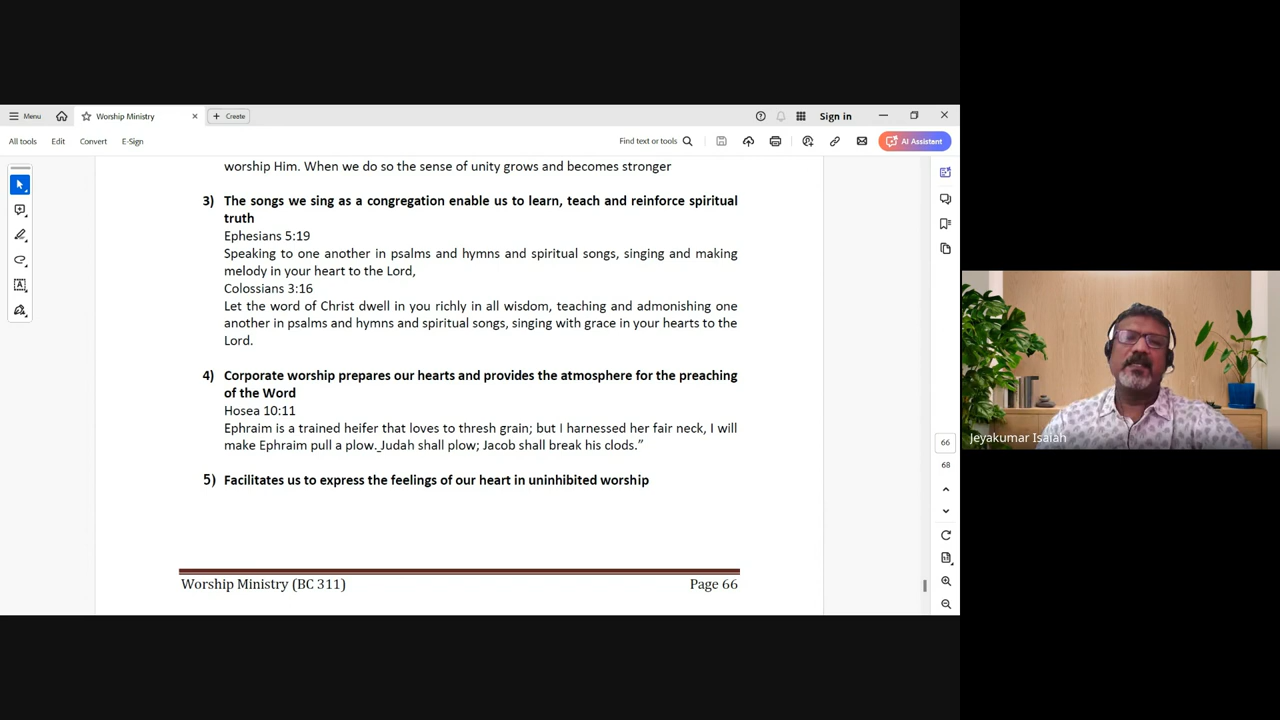 Menu
Worship Ministry
Create
Sign in
All tools
Edit
Convert
E-Sign
Find text or tools
AI Assistant
worship Him. When we do so the sense of unity grows and becomes stronger
3) The songs we sing as a congregation enable us to learn, teach and reinforce spiritual
truth
Ephesians 5:19
Speaking to one another in psalms and hymns and spiritual songs, singing and making
melody in your heart to the Lord,
Colossians 3:16
Let the word of Christ dwell in you richly in all wisdom, teaching and admonishing one
another in psalms and hymns and spiritual songs, singing with grace in your hearts to the
Lord.
4) Corporate worship prepares our hearts and provides the atmosphere for the preaching
of the Word
Hosea 10:11
Ephraim is a trained heifer that loves to thresh grain; but I harnessed her fair neck, I will
make Ephraim pull a plow. Judah shall plow; Jacob shall break his clods.”
5) Facilitates us to express the feelings of our heart in uninhibited worship
Worship Ministry (BC 311)
Page 66
66
68
Jeyakumar Isaiah